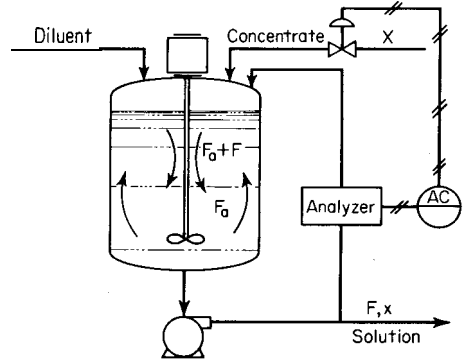 Diluent
Concentrate
X
Fa+F
Fa
Analyzer
AC
F,x
Solution